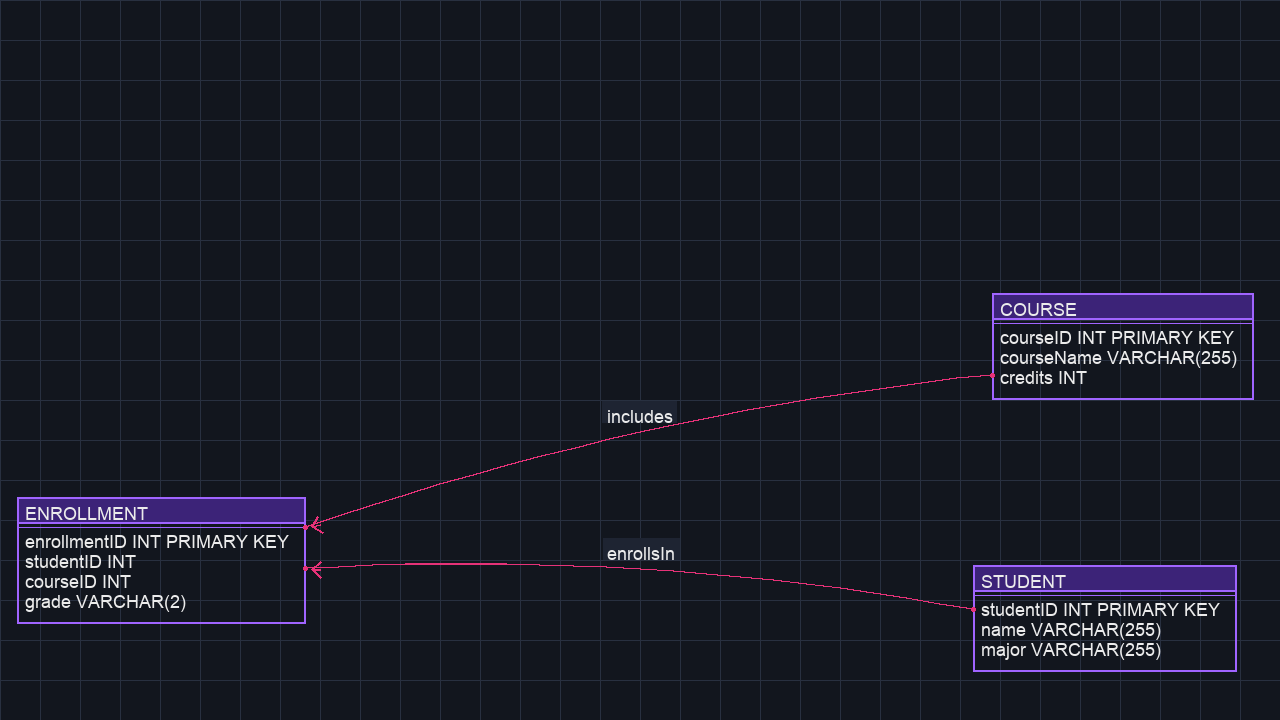 COURSE
courseID INT PRIMARY KEY
courseName VARCHAR(255)
credits INT
includes
ENROLLMENT
enrollmentID INT PRIMARY KEY
studentID INT
courseID INT
grade VARCHAR(2)
enrollsIn
STUDENT
studentID INT PRIMARY KEY
name VARCHAR(255)
major VARCHAR(255)